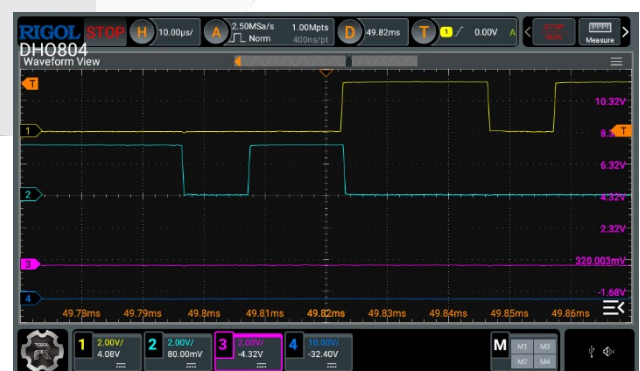 RIGOL STOP H 10.00μs/ A 2.50MSa/s 1.00Mpts D 49.82ms T 1 0.00V A STOP RUN Measure
DHO804 Norm 400ns/pt
Waveform View
T
10.32V
1 8.3 T
6.32V
2 4.32V
2.32V
3 320.003mV
-1.68V
4
49.78ms 49.79ms 49.8ms 49.81ms 49.82ms 49.83ms 49.84ms 49.85ms 49.86ms
1 2.00V/ 2 2.00V/ 3 2.00V/ 4 10.00V/ M M1 M3
4.08V 80.00mV -4.32V -32.40V M2 M4